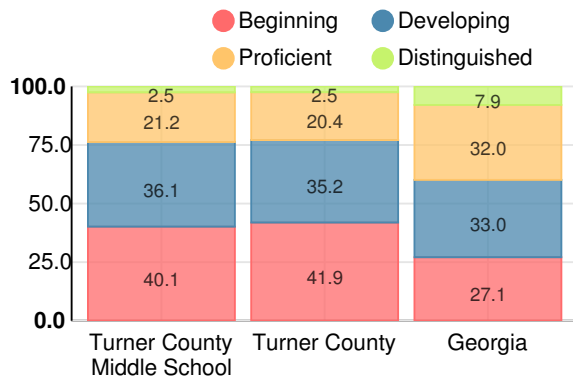 Beginning
Developing
Proficient
Distinguished
100.0
75.0
50.0
25.0
0.0
2.5
21.2
36.1
40.1
2.5
20.4
35.2
41.9
7.9
32.0
33.0
27.1
Turner County
Middle School
Turner County
Georgia